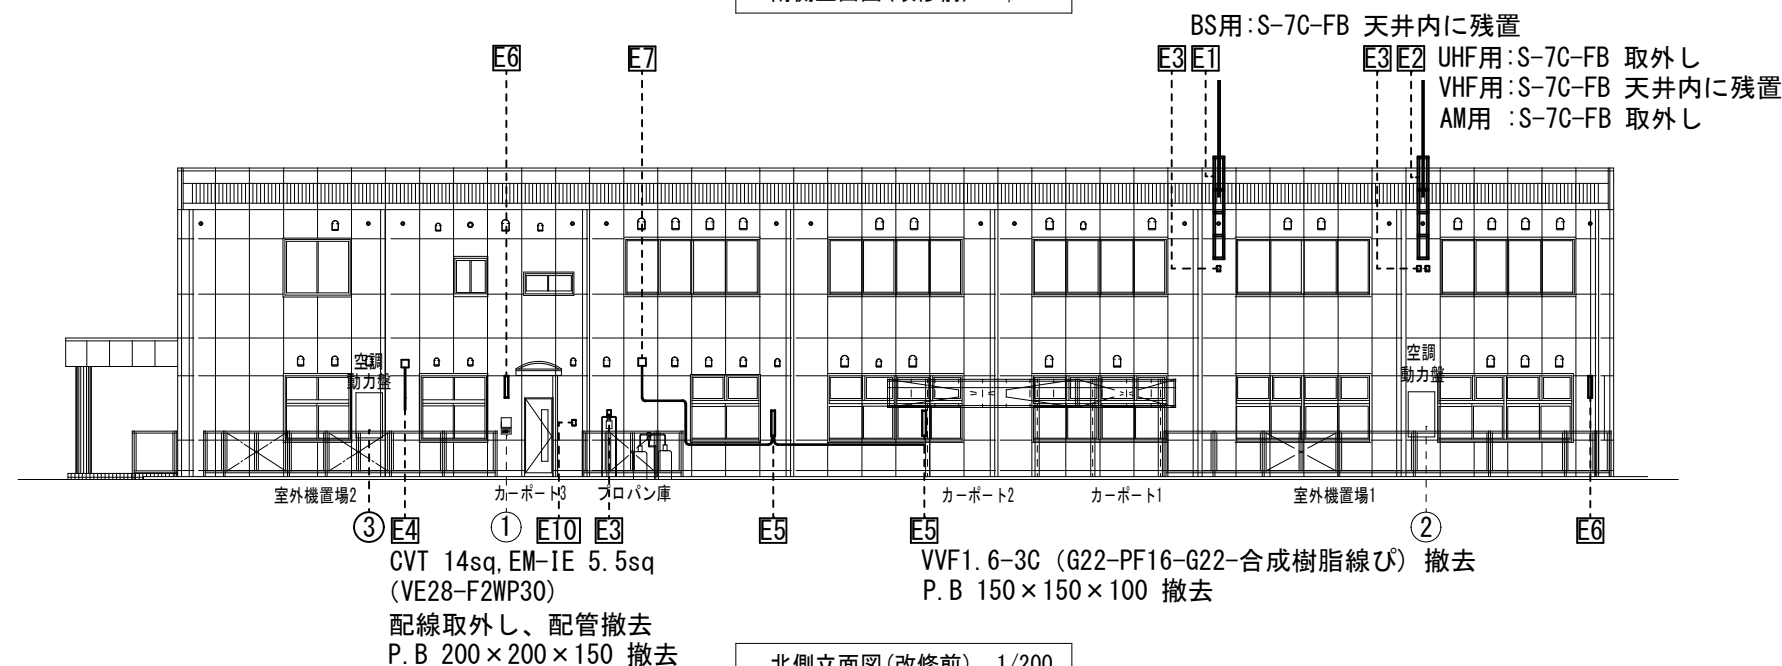 BS用:S-7C-FB 天井内に残置
E6
E7
E3
E1
E3
E2
UHF用:S-7C-FB 取外し
VHF用:S-7C-FB 天井内に残置
AM用 :S-7C-FB 取外し
空調
動力盤
空調
動力盤
室外機置場2
カーポート3
プロパン庫
カーポート2
カーポート1
室外機置場1
③
E4
①
E10
E3
E5
E5
②
E6
CVT 14sq,EM-IE 5.5sq
(VE28-F2WP30)
配線取外し、配管撤去
P.B 200×200×150 撤去
VVF1.6-3C (G22-PF16-G22-合成樹脂線ぴ) 撤去
P.B 150×150×100 撤去
北側立面図(改修前) 1/200